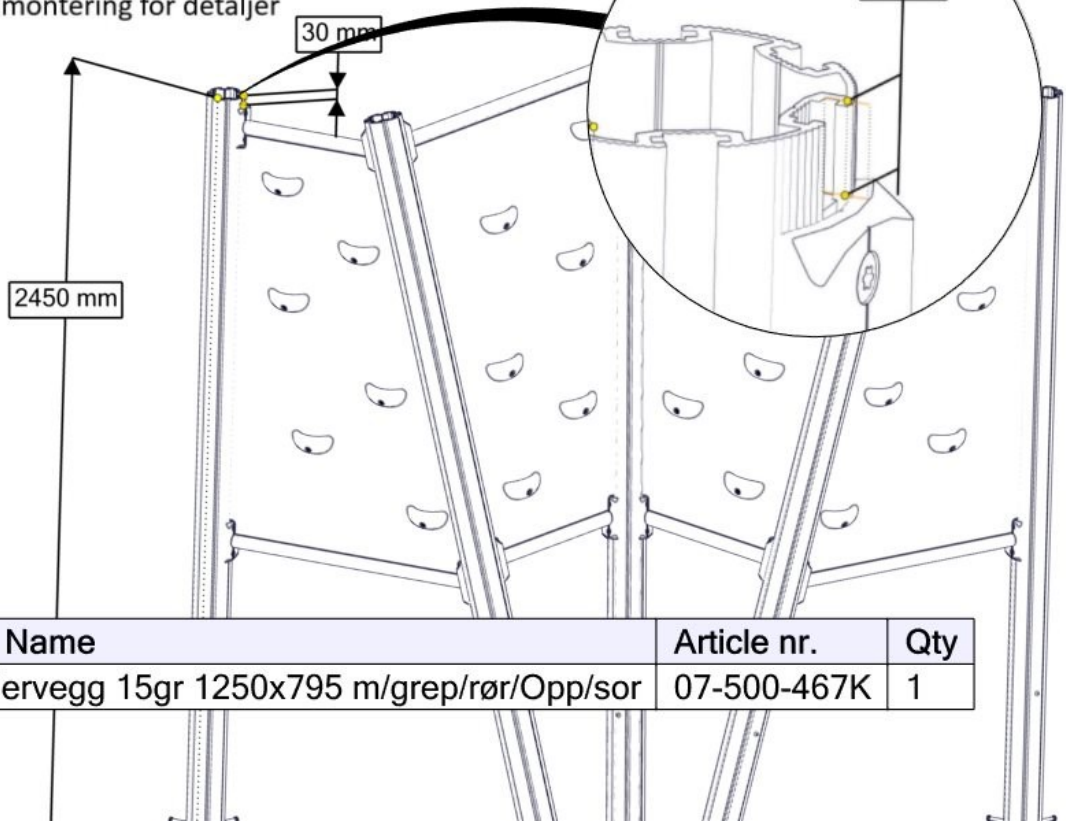 montering for detaljer
30 mm
2450 mm
Name Article nr. Qty
ervegg 15gr 1250x795 m/grep/rør/Opp/sor 07-500-467K 1